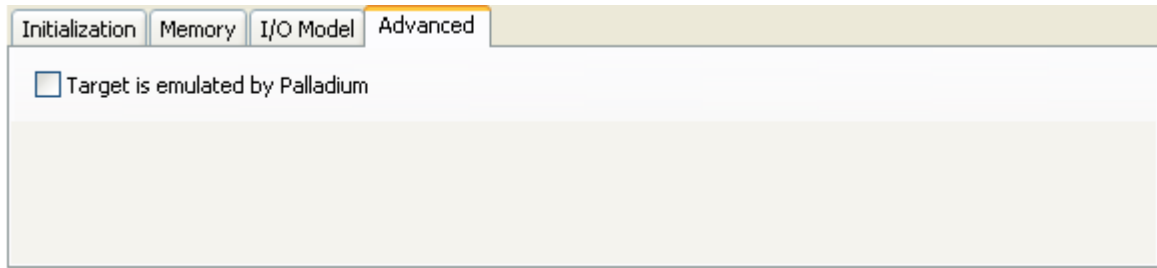 Initialization Memory I/O Model Advanced
Target is emulated by Palladium